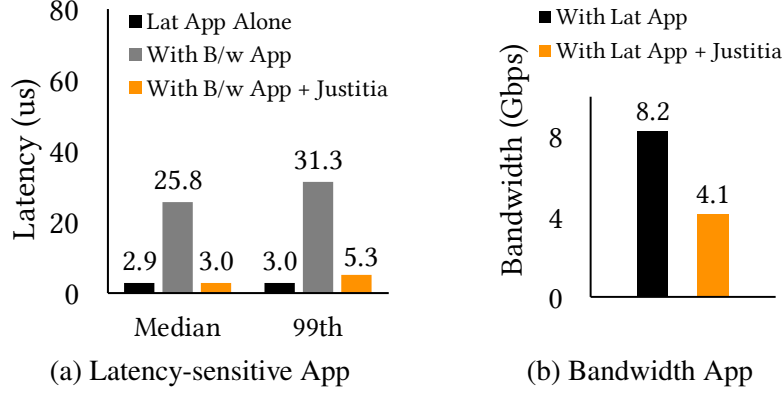 80
60
40
20
0
Latency (us)
Lat App Alone
With B/w App
With B/w App + Justitia
2.9
25.8
3.0
3.0
31.3
5.3
Median
99th
(a) Latency-sensitive App
With Lat App
With Lat App + Justitia
Bandwidth (Gbps)
8
4
0
8.2
4.1
(b) Bandwidth App